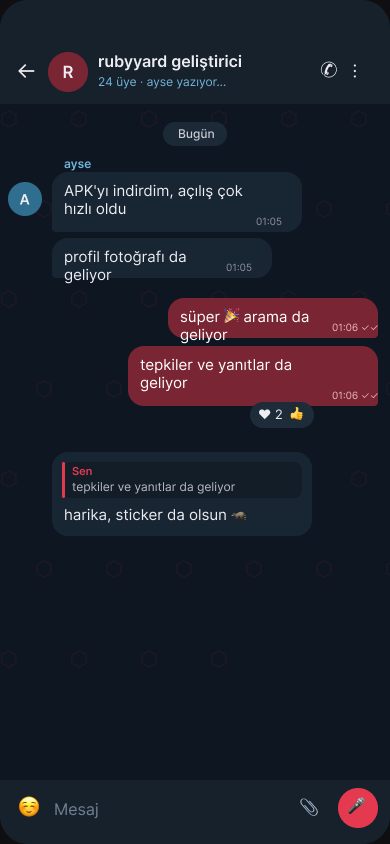 R
rubyyard geliştirici
24 üye · ayse yazıyor...
Bugün
ayse
A
APK'yı indirdim, açılış çok
hızlı oldu
01:05
profil fotoğrafı da
geliyor
01:05
süper 🎉 arama da
geliyor
01:06 ✓✓
tepkiler ve yanıtlar da
geliyor
01:06 ✓✓
♥ 2 👍
Sen
tepkiler ve yanıtlar da geliyor
harika, sticker da olsun
Mesaj